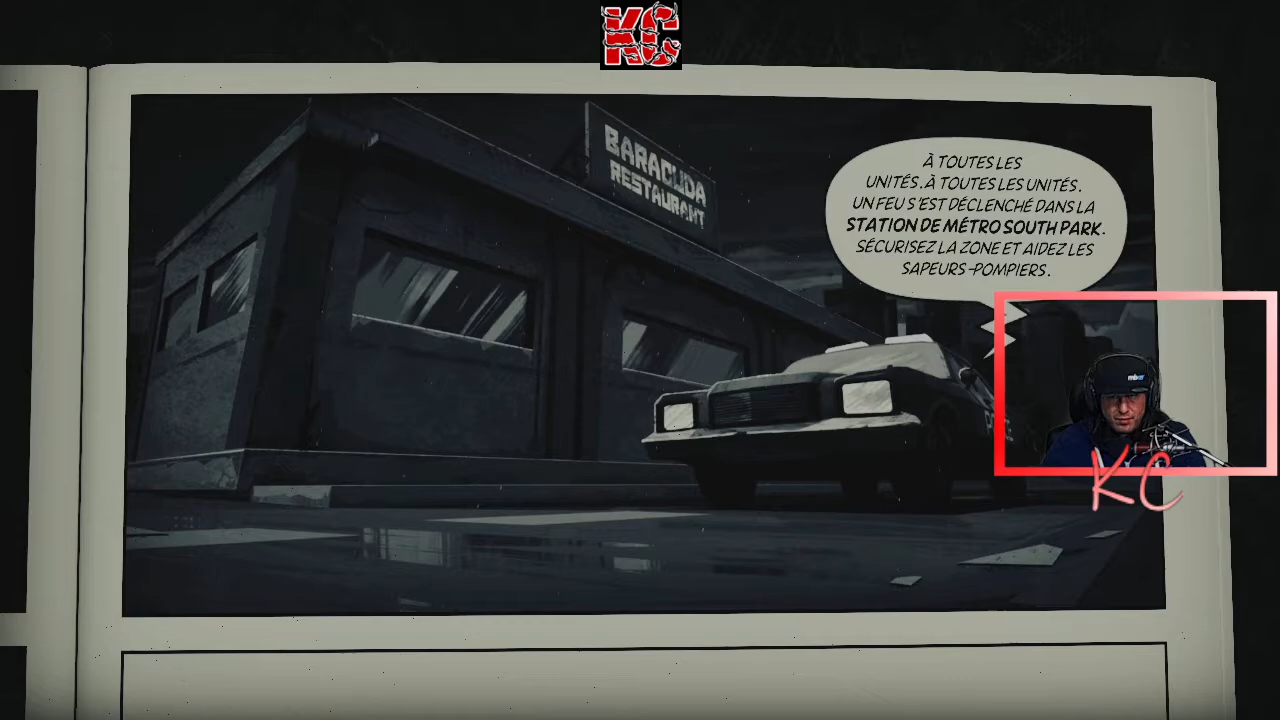 KC
BARACUDA
RESTAURANT
À TOUTES LES
UNITÉS. À TOUTES LES UNITÉS.
UN FEU S'EST DÉCLENCHÉ DANS LA
STATION DE MÉTRO SOUTH PARK.
SÉCURISEZ LA ZONE ET AIDEZ LES
SAPEURS-POMPIERS.
KC